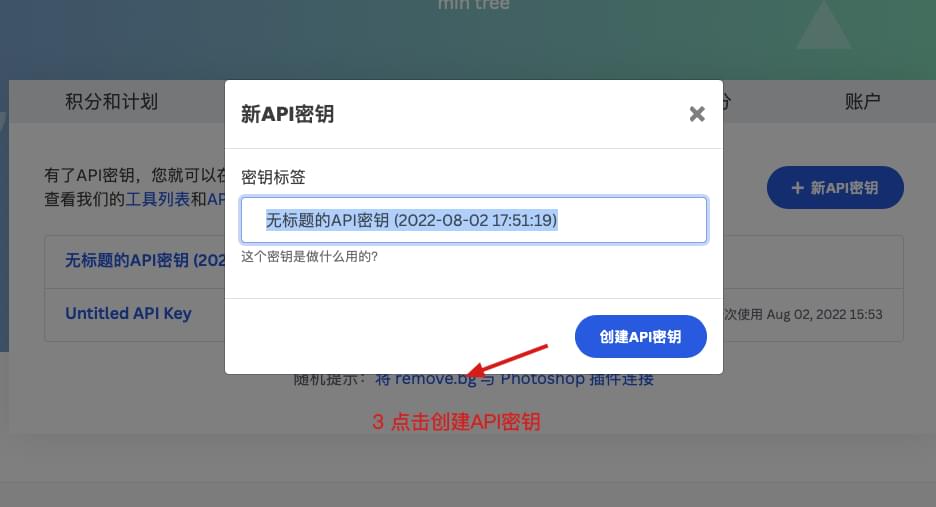 min tree
积分和计划
分
账户
新API密钥
×
有了API密钥，您就可以在
查看我们的工具列表和AP
+ 新API密钥
密钥标签
无标题的API密钥 (2022-08-02 17:51:19)
这个密钥是做什么用的?
无标题的API密钥 (202
Untitled API Key
次使用 Aug 02, 2022 15:53
创建API密钥
随机提示：将 remove.bg 与 Photoshop 插件连接
3 点击创建API密钥